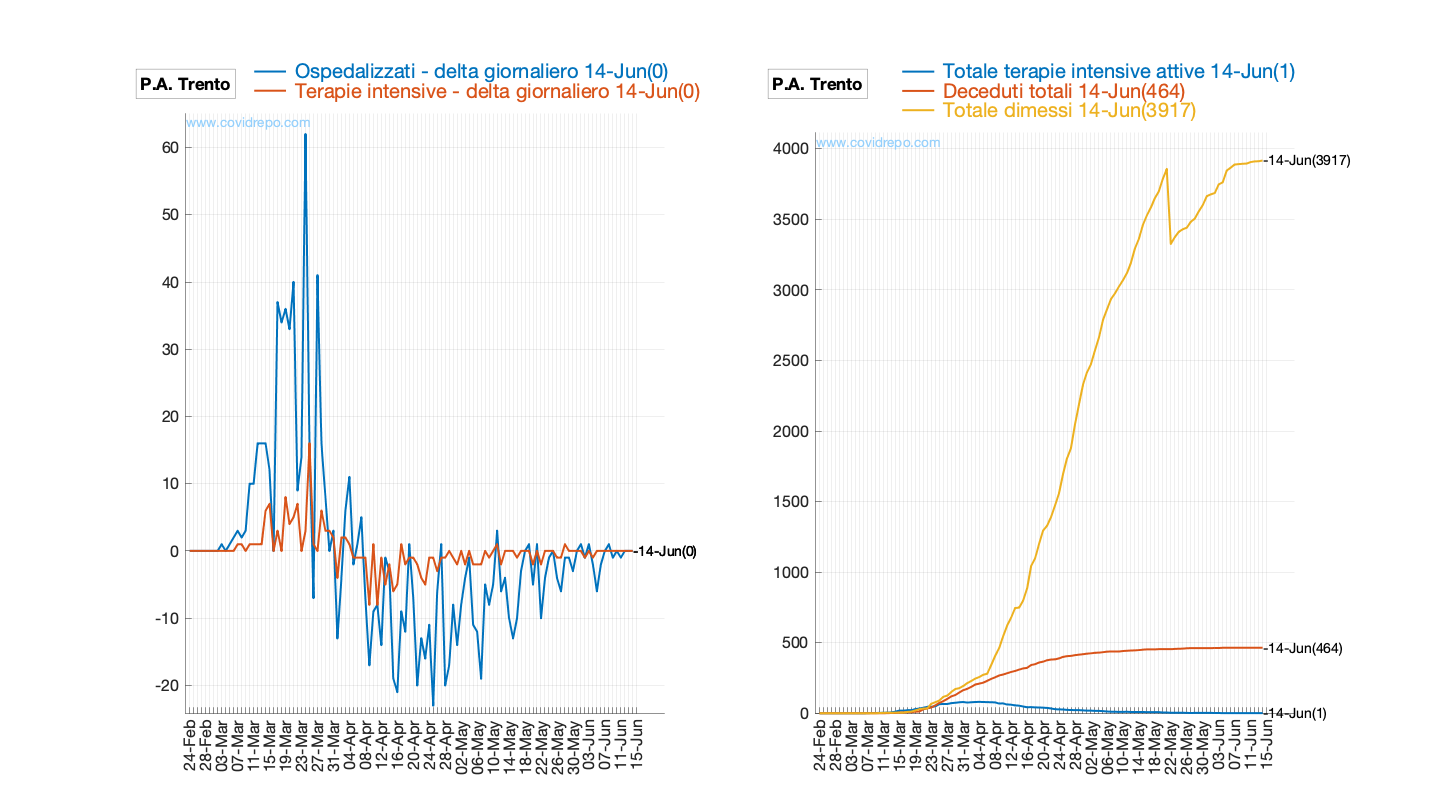 P.A. Trento
Ospedalizzati - delta giornaliero 14-Jun(0)
Terapie intensive - delta giornaliero 14-Jun(0)
www.covidrepo.com
60
50
40
30
20
10
0
-10
-20
-14-Jun(0)
24-Feb
28-Feb
03-Mar
07-Mar
11-Mar
15-Mar
19-Mar
23-Mar
27-Mar
31-Mar
04-Apr
08-Apr
12-Apr
16-Apr
20-Apr
24-Apr
28-Apr
02-May
06-May
10-May
14-May
18-May
22-May
26-May
30-May
03-Jun
07-Jun
11-Jun
15-Jun
P.A. Trento
Totale terapie intensive attive 14-Jun(1)
Deceduti totali 14-Jun(464)
Totale dimessi 14-Jun(3917)
www.covidrepo.com
4000
3500
3000
2500
2000
1500
1000
500
0
-14-Jun(3917)
-14-Jun(464)
-14-Jun(1)
24-Feb
28-Feb
03-Mar
07-Mar
11-Mar
15-Mar
19-Mar
23-Mar
27-Mar
31-Mar
04-Apr
08-Apr
12-Apr
16-Apr
20-Apr
24-Apr
28-Apr
02-May
06-May
10-May
14-May
18-May
22-May
26-May
30-May
03-Jun
07-Jun
11-Jun
15-Jun